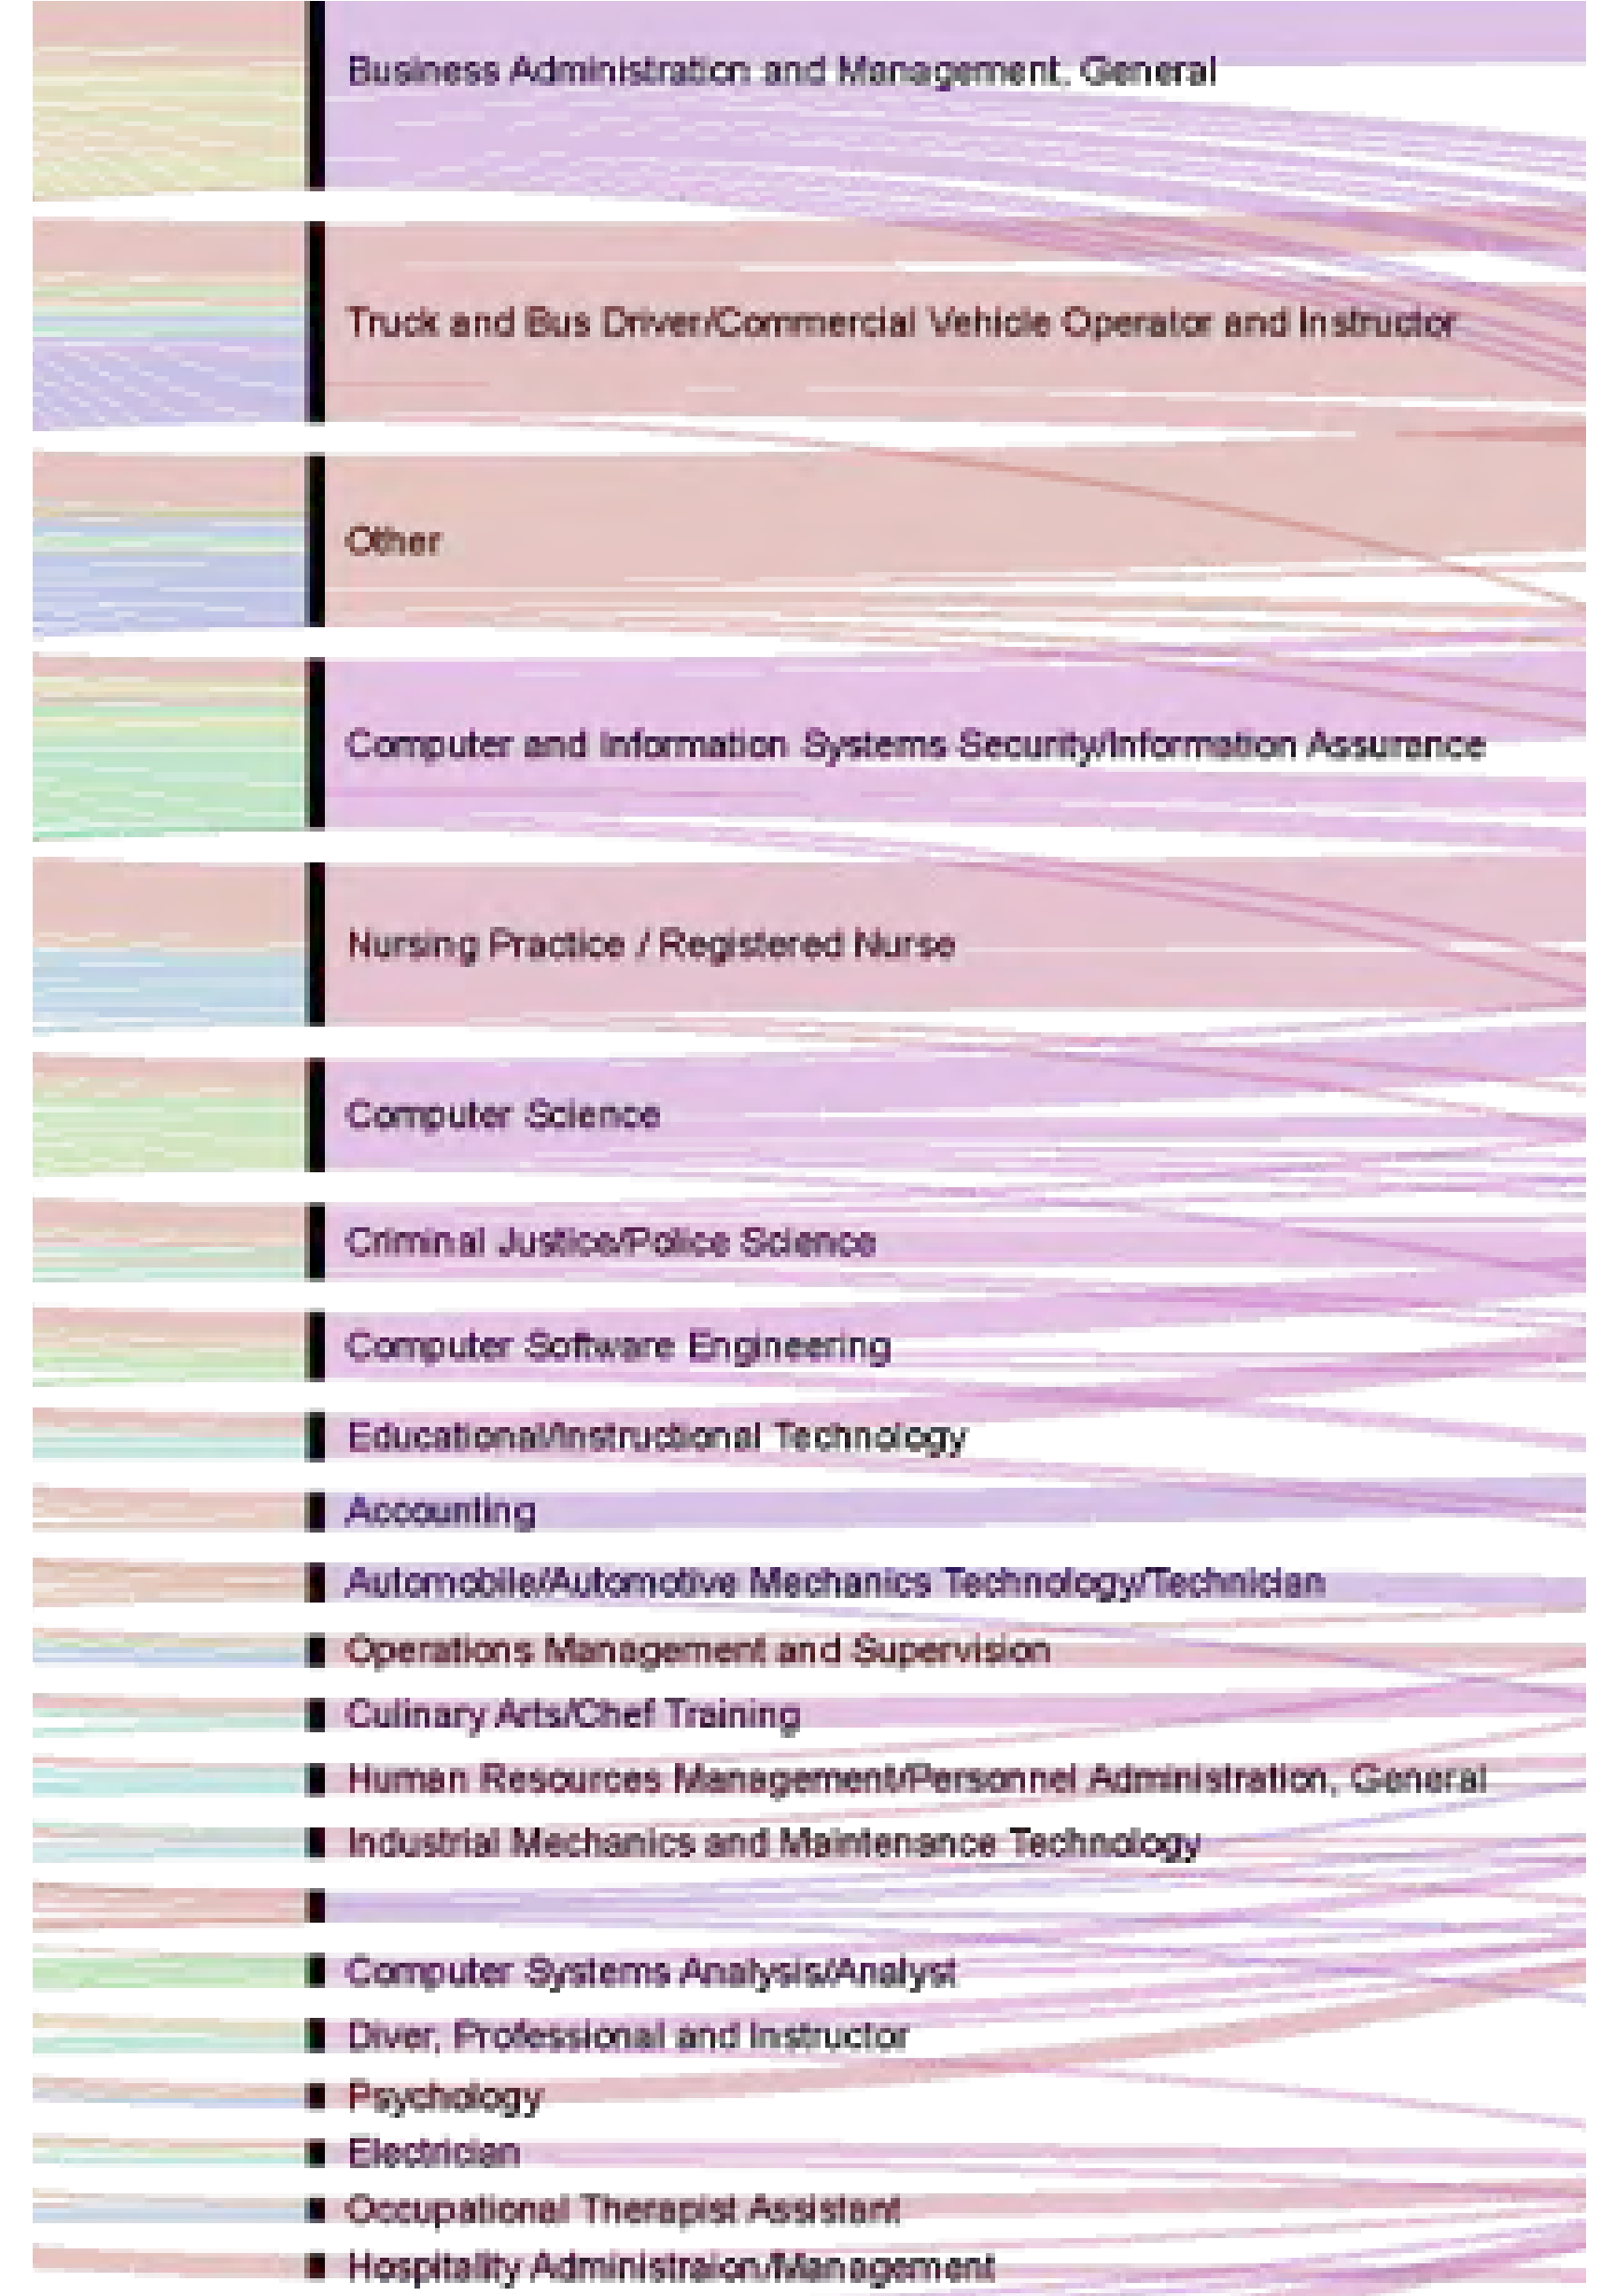 Business Administration and Management, General
Truck and Bus Driver/Commercial Vehicle Operator and Instructor
Other
Computer and Information Systems Security/Information Assurance
Nursing Practice / Registered Nurse
Computer Science
Criminal Justice/Police Science
Computer Software Engineering
Educational/Instructional Technology
Accounting
Automobile/Automotive Mechanics Technology/Technician
Operations Management and Supervision
Culinary Arts/Chef Training
Human Resources Management/Personnel Administration, General
Industrial Mechanics and Maintenance Technology
Computer Systems Analysis/Analyst
Diver, Professional and Instructor
Psychology
Electrician
Occupational Therapist Assistant
Hospitality Administraion/Management